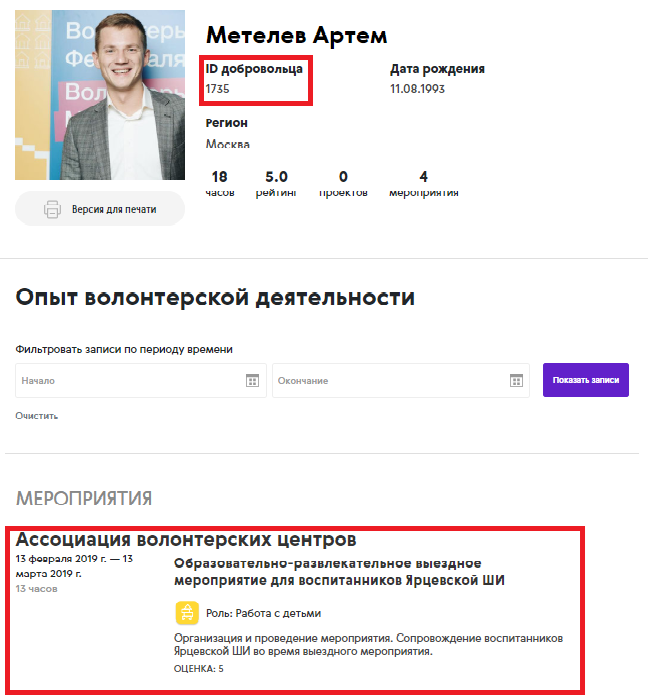 Волонтеры
Метелев Артем
ID добровольца
Дата рождения
1735
11.08.1993
Регион
Москва
18
5.0
0
4
часов
рейтинг
проектов
мероприятия
Версия для печати
Опыт волонтерской деятельности
Фильтровать записи по периоду времени
Начало
Окончание
Показать записи
Очистить
МЕРОПРИЯТИЯ
Ассоциация волонтерских центров
13 февраля 2019 г. — 13
марта 2019 г.
13 часов
Образовательно-развлекательное выездное
мероприятие для воспитанников Ярцевской ШИ
Роль: Работа с детьми
Организация и проведение мероприятия. Сопровождение воспитанников
Ярцевской ШИ во время выездного мероприятия.
ОЦЕНКА: 5